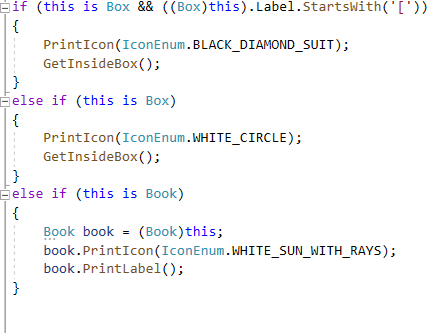 if (this is Box && ((Box)this).Label.StartsWith('['))
{
    PrintIcon(IconEnum.BLACK_DIAMOND_SUIT);
    GetInsideBox();
}
else if (this is Box)
{
    PrintIcon(IconEnum.WHITE_CIRCLE);
    GetInsideBox();
}
else if (this is Book)
{
    Book book = (Book)this;
    book.PrintIcon(IconEnum.WHITE_SUN_WITH_RAYS);
    book.PrintLabel();
}